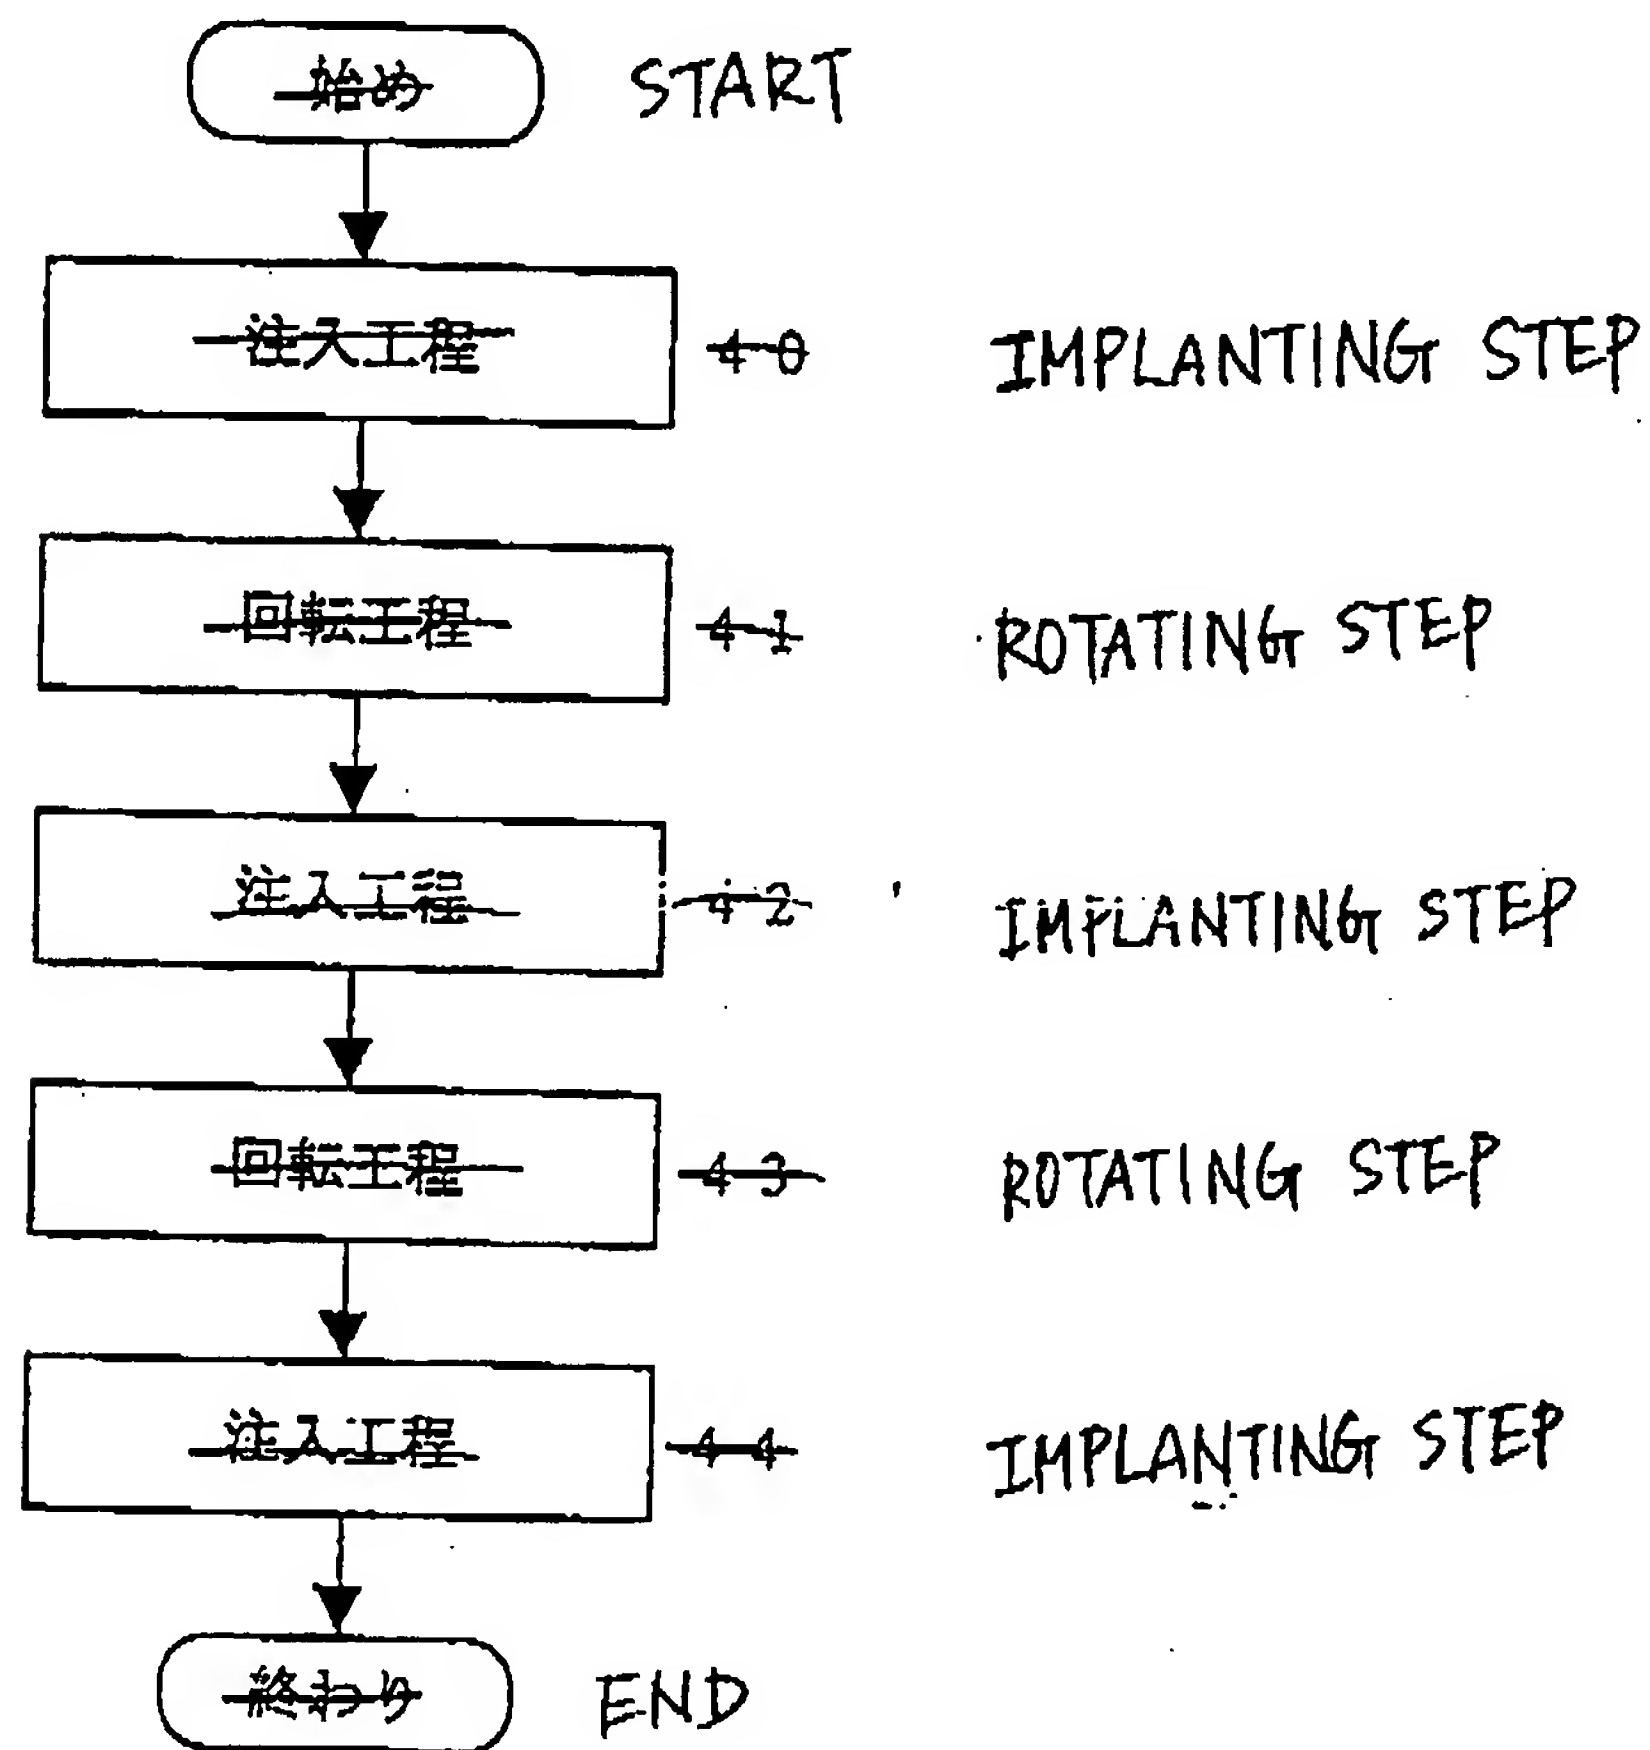 始め START
注入工程 40 IMPLANTING STEP
回転工程 41 ROTATING STEP
注入工程 42 IMPLANTING STEP
回転工程 43 ROTATING STEP
注入工程 44 IMPLANTING STEP
終わり END